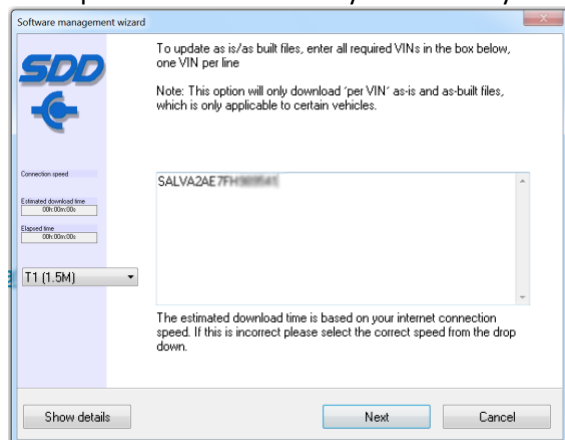 Software management wizard
SDD
To update as is/as built files, enter all required VINs in the box below,
one VIN per line
Note: This option will only download 'per VIN' as-is and as-built files,
which is only applicable to certain vehicles.
Connection speed
Estimated download time
00h:00m:00s
Elapsed time
00h:00m:00s
T1 (1.5M)
SALVA2AE7FH
The estimated download time is based on your internet connection
speed. If this is incorrect please select the correct speed from the drop
down.
Show details
Next
Cancel